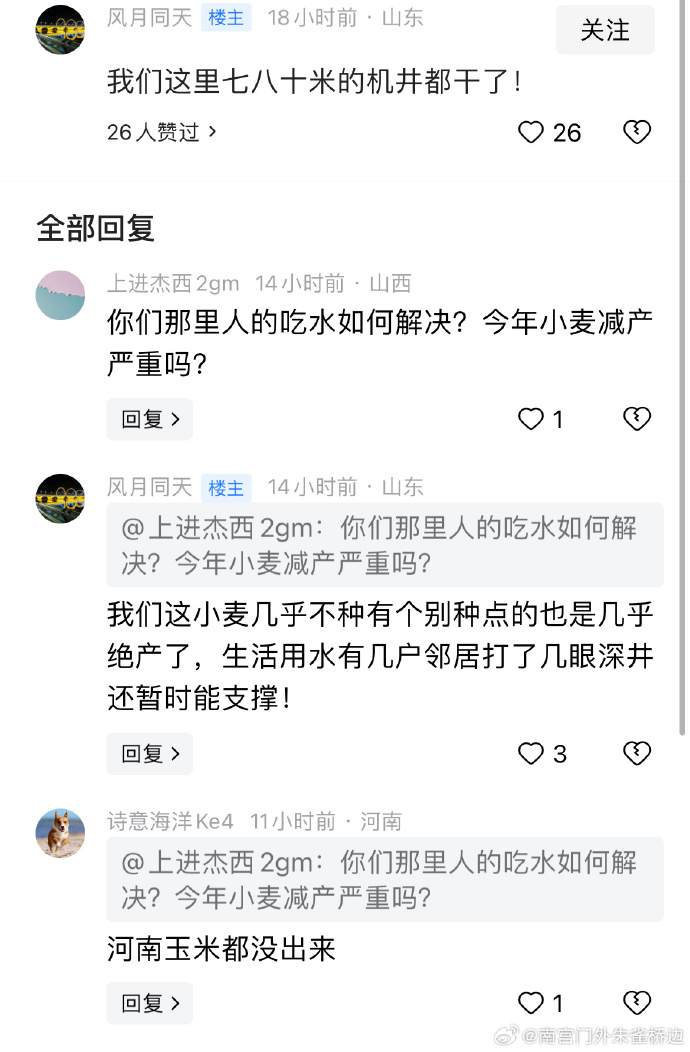 风月同天 楼主 18小时前 · 山东
关注
我们这里七八十米的机井都干了!
26人赞过 >
26
全部回复
上进杰西2gm 14小时前 · 山西
你们那里人的吃水如何解决?今年小麦减产
严重吗?
回复 >
1
风月同天 楼主 14小时前 · 山东
@上进杰西2gm:你们那里人的吃水如何解
决?今年小麦减产严重吗?
我们这小麦几乎不种有个别种点的也是几乎
绝产了,生活用水有几户邻居打了几眼深井
还暂时能支撑!
回复 >
3
诗意海洋Ke4 11小时前 · 河南
@上进杰西2gm:你们那里人的吃水如何解
决?今年小麦减产严重吗?
河南玉米都没出来
回复 >
1
@南宫门外朱雀桥边